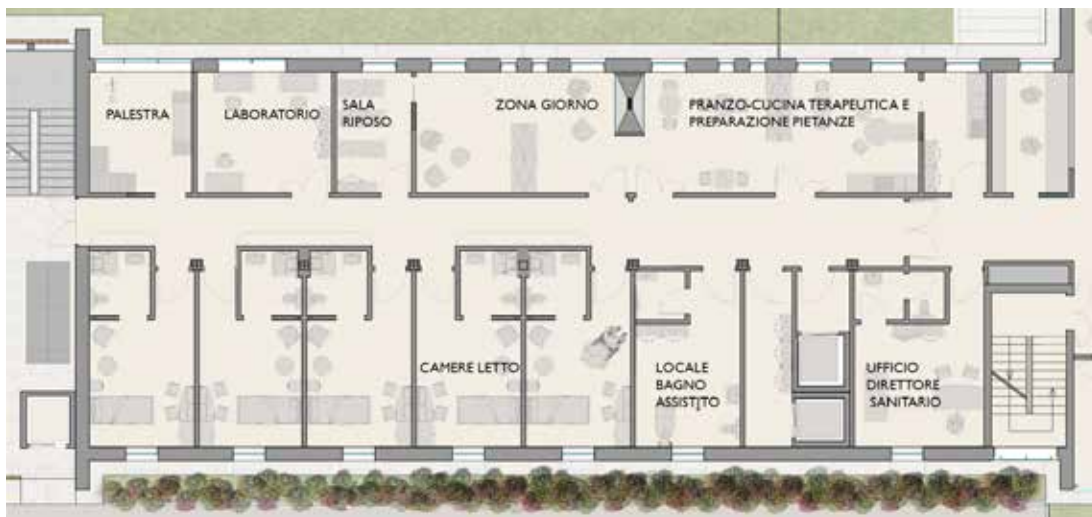 PALESTRA
LABORATORIO
SALA
RIPOSO
ZONA GIORNO
PRANZO-CUCINA TERAPEUTICA E
PREPARAZIONE PIETANZE
CAMERE LETTO
LOCALE
BAGNO
ASSISTITO
UFFICIO
DIRETTORE
SANITARIO